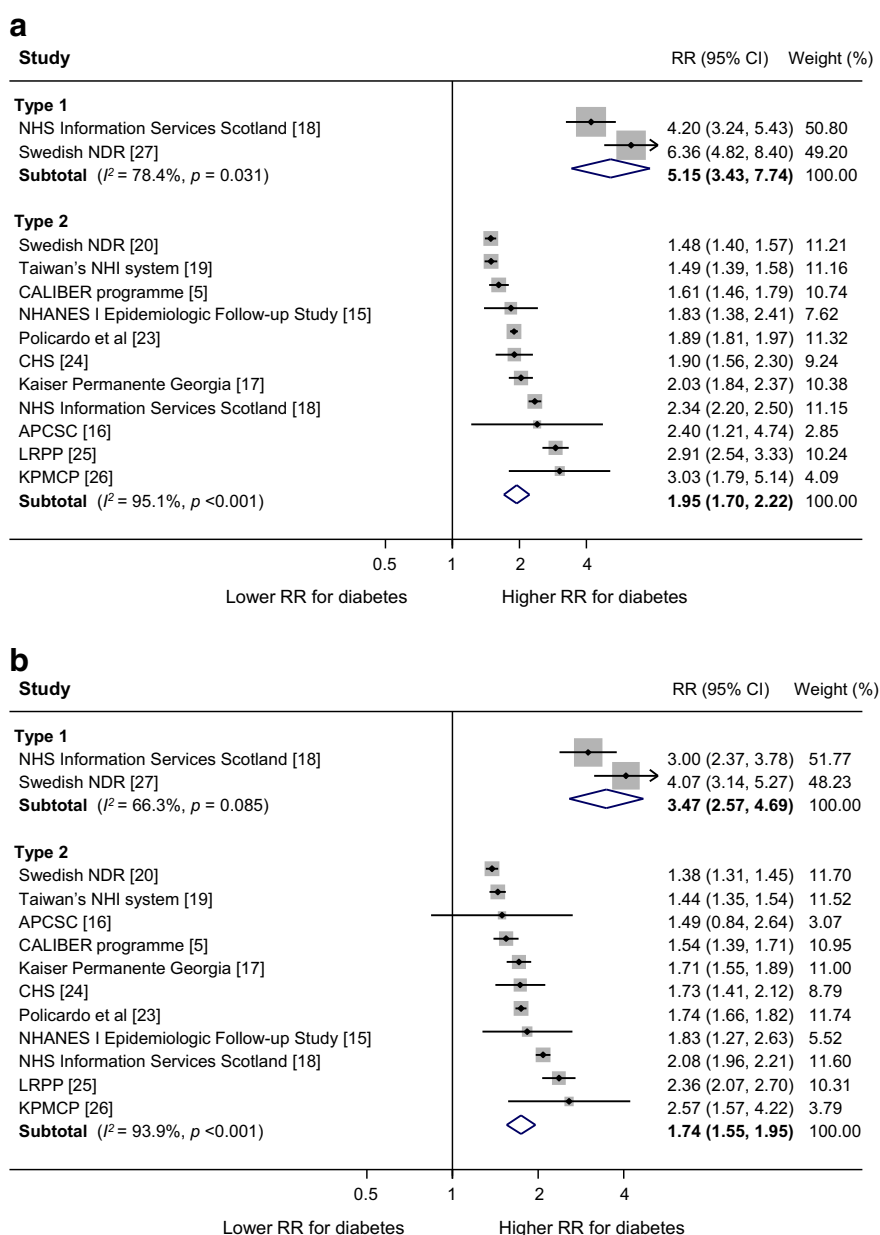 a
Study RR (95% CI) Weight (%)
Type 1
NHS Information Services Scotland [18] 4.20 (3.24, 5.43) 50.80
Swedish NDR [27] 6.36 (4.82, 8.40) 49.20
Subtotal (I² = 78.4%, p = 0.031) 5.15 (3.43, 7.74) 100.00
Type 2
Swedish NDR [20] 1.48 (1.40, 1.57) 11.21
Taiwan's NHI system [19] 1.49 (1.39, 1.58) 11.16
CALIBER programme [5] 1.61 (1.46, 1.79) 10.74
NHANES I Epidemiologic Follow-up Study [15] 1.83 (1.38, 2.41) 7.62
Policardo et al [23] 1.89 (1.81, 1.97) 11.32
CHS [24] 1.90 (1.56, 2.30) 9.24
Kaiser Permanente Georgia [17] 2.03 (1.84, 2.37) 10.38
NHS Information Services Scotland [18] 2.34 (2.20, 2.50) 11.15
APCSC [16] 2.40 (1.21, 4.74) 2.85
LRPP [25] 2.91 (2.54, 3.33) 10.24
KPMCP [26] 3.03 (1.79, 5.14) 4.09
Subtotal (I² = 95.1%, p <0.001) 1.95 (1.70, 2.22) 100.00
0.5 1 2 4
Lower RR for diabetes Higher RR for diabetes
b
Study RR (95% CI) Weight (%)
Type 1
NHS Information Services Scotland [18] 3.00 (2.37, 3.78) 51.77
Swedish NDR [27] 4.07 (3.14, 5.27) 48.23
Subtotal (I² = 66.3%, p = 0.085) 3.47 (2.57, 4.69) 100.00
Type 2
Swedish NDR [20] 1.38 (1.31, 1.45) 11.70
Taiwan's NHI system [19] 1.44 (1.35, 1.54) 11.52
APCSC [16] 1.49 (0.84, 2.64) 3.07
CALIBER programme [5] 1.54 (1.39, 1.71) 10.95
Kaiser Permanente Georgia [17] 1.71 (1.55, 1.89) 11.00
CHS [24] 1.73 (1.41, 2.12) 8.79
Policardo et al [23] 1.74 (1.66, 1.82) 11.74
NHANES I Epidemiologic Follow-up Study [15] 1.83 (1.27, 2.63) 5.52
NHS Information Services Scotland [18] 2.08 (1.96, 2.21) 11.60
LRPP [25] 2.36 (2.07, 2.70) 10.31
KPMCP [26] 2.57 (1.57, 4.22) 3.79
Subtotal (I² = 93.9%, p <0.001) 1.74 (1.55, 1.95) 100.00
0.5 1 2 4
Lower RR for diabetes Higher RR for diabetes